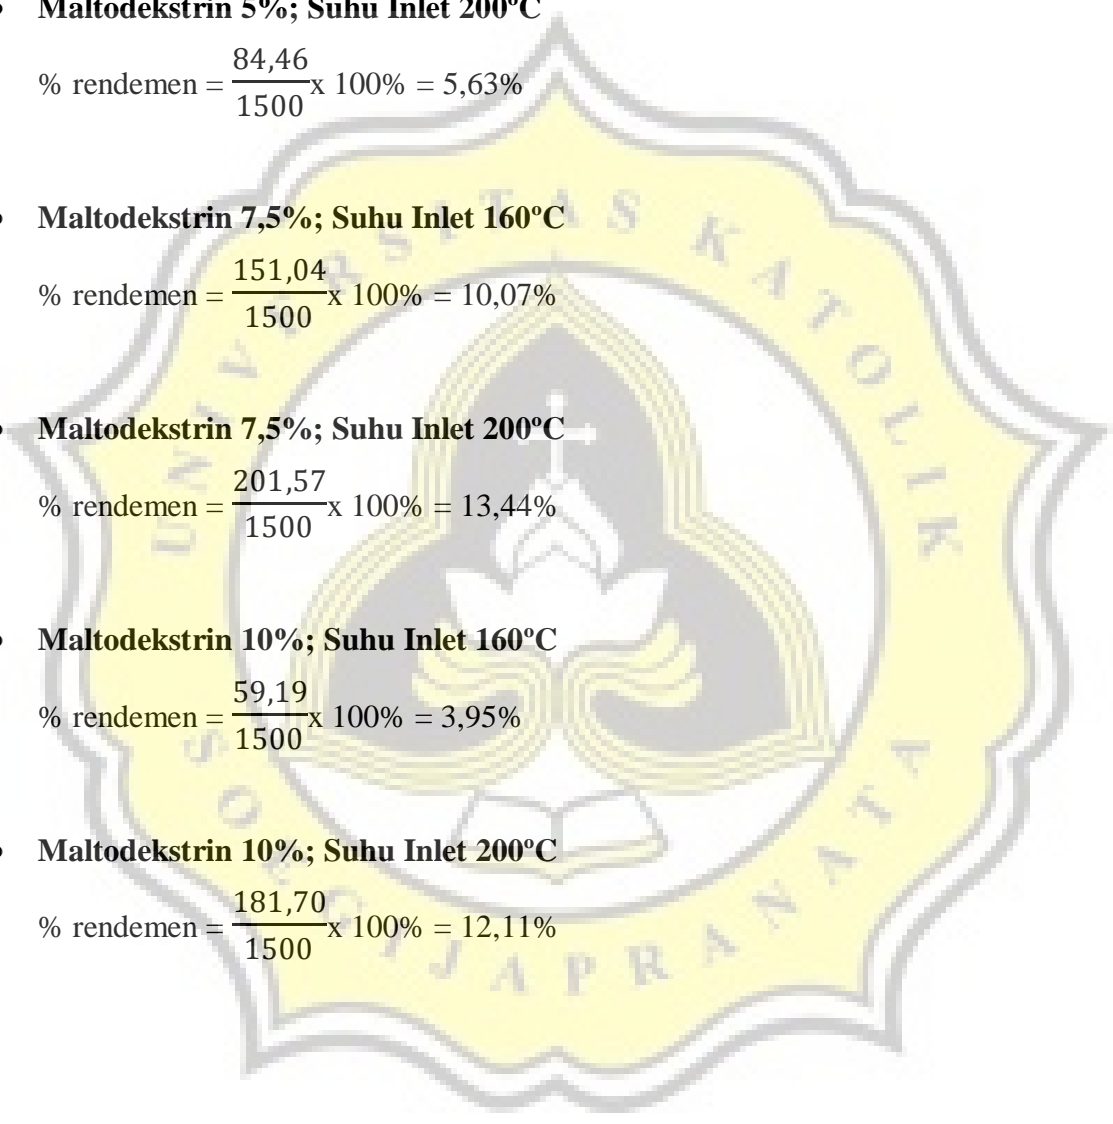 • Maltodekstrin 5%; Suhu Inlet 200ºC
% rendemen = 84,46/1500 x 100% = 5,63%
• Maltodekstrin 7,5%; Suhu Inlet 160ºC
% rendemen = 151,04/1500 x 100% = 10,07%
• Maltodekstrin 7,5%; Suhu Inlet 200ºC
% rendemen = 201,57/1500 x 100% = 13,44%
• Maltodekstrin 10%; Suhu Inlet 160ºC
% rendemen = 59,19/1500 x 100% = 3,95%
• Maltodekstrin 10%; Suhu Inlet 200ºC
% rendemen = 181,70/1500 x 100% = 12,11%
UNIVERSITAS KATOLIK
SOEGIJAPRANATA